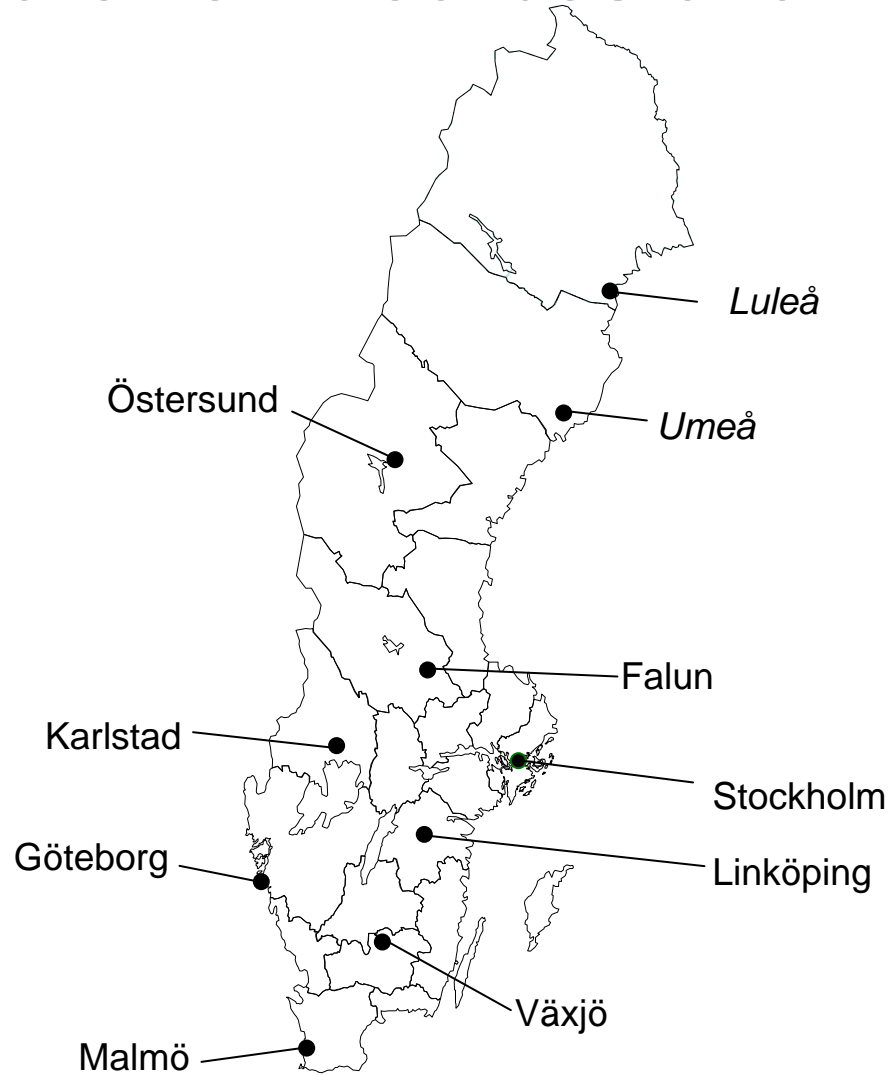 Luleå
Östersund
Umeå
Falun
Karlstad
Stockholm
Göteborg
Linköping
Växjö
Malmö